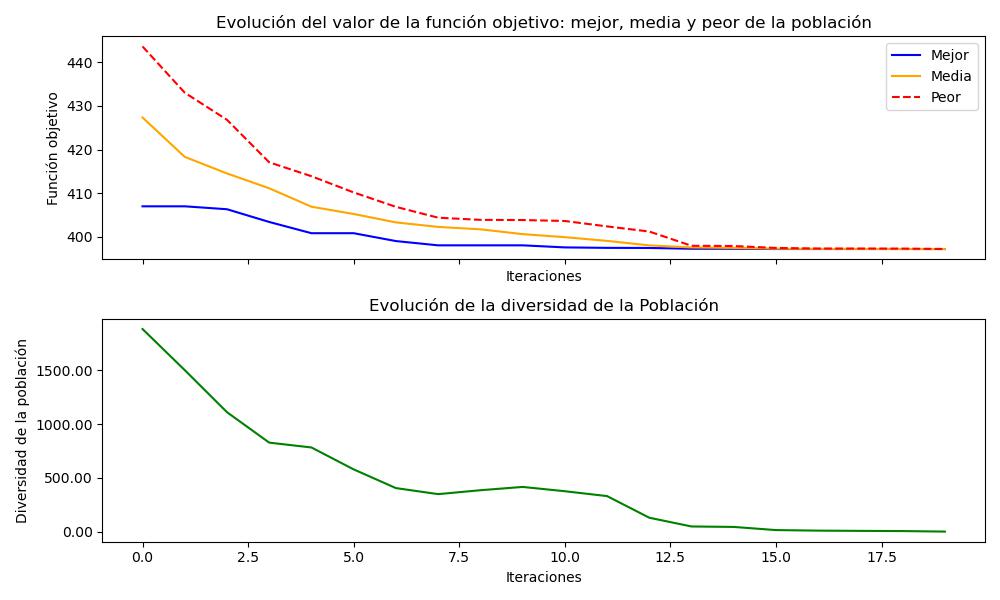 Evolución del valor de la función objetivo: mejor, media y peor de la población
Función objetivo
440
430
420
410
400
Mejor
Media
Peor
Iteraciones
Evolución de la diversidad de la Población
Diversidad de la población
1500.00
1000.00
500.00
0.00
0.0 2.5 5.0 7.5 10.0 12.5 15.0 17.5
Iteraciones